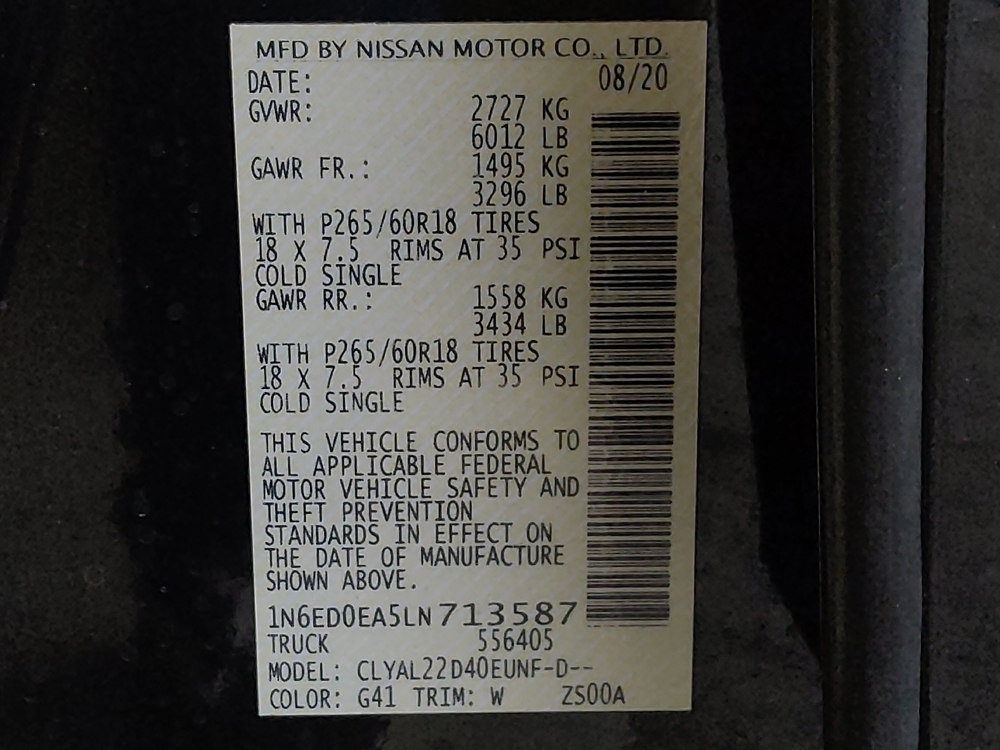 MFD BY NISSAN MOTOR CO., LTD.
DATE: 08/20
GVWR: 2727 KG
6012 LB
GAWR FR.: 1495 KG
3296 LB
WITH P265/60R18 TIRES
18 X 7.5 RIMS AT 35 PSI
COLD SINGLE
GAWR RR.: 1558 KG
3434 LB
WITH P265/60R18 TIRES
18 X 7.5 RIMS AT 35 PSI
COLD SINGLE
THIS VEHICLE CONFORMS TO
ALL APPLICABLE FEDERAL
MOTOR VEHICLE SAFETY AND
THEFT PREVENTION
STANDARDS IN EFFECT ON
THE DATE OF MANUFACTURE
SHOWN ABOVE.
1N6ED0EA5LN713587
TRUCK 556405
MODEL: CLYAL22D40EUNF-D--
COLOR: G41 TRIM: W ZS00A